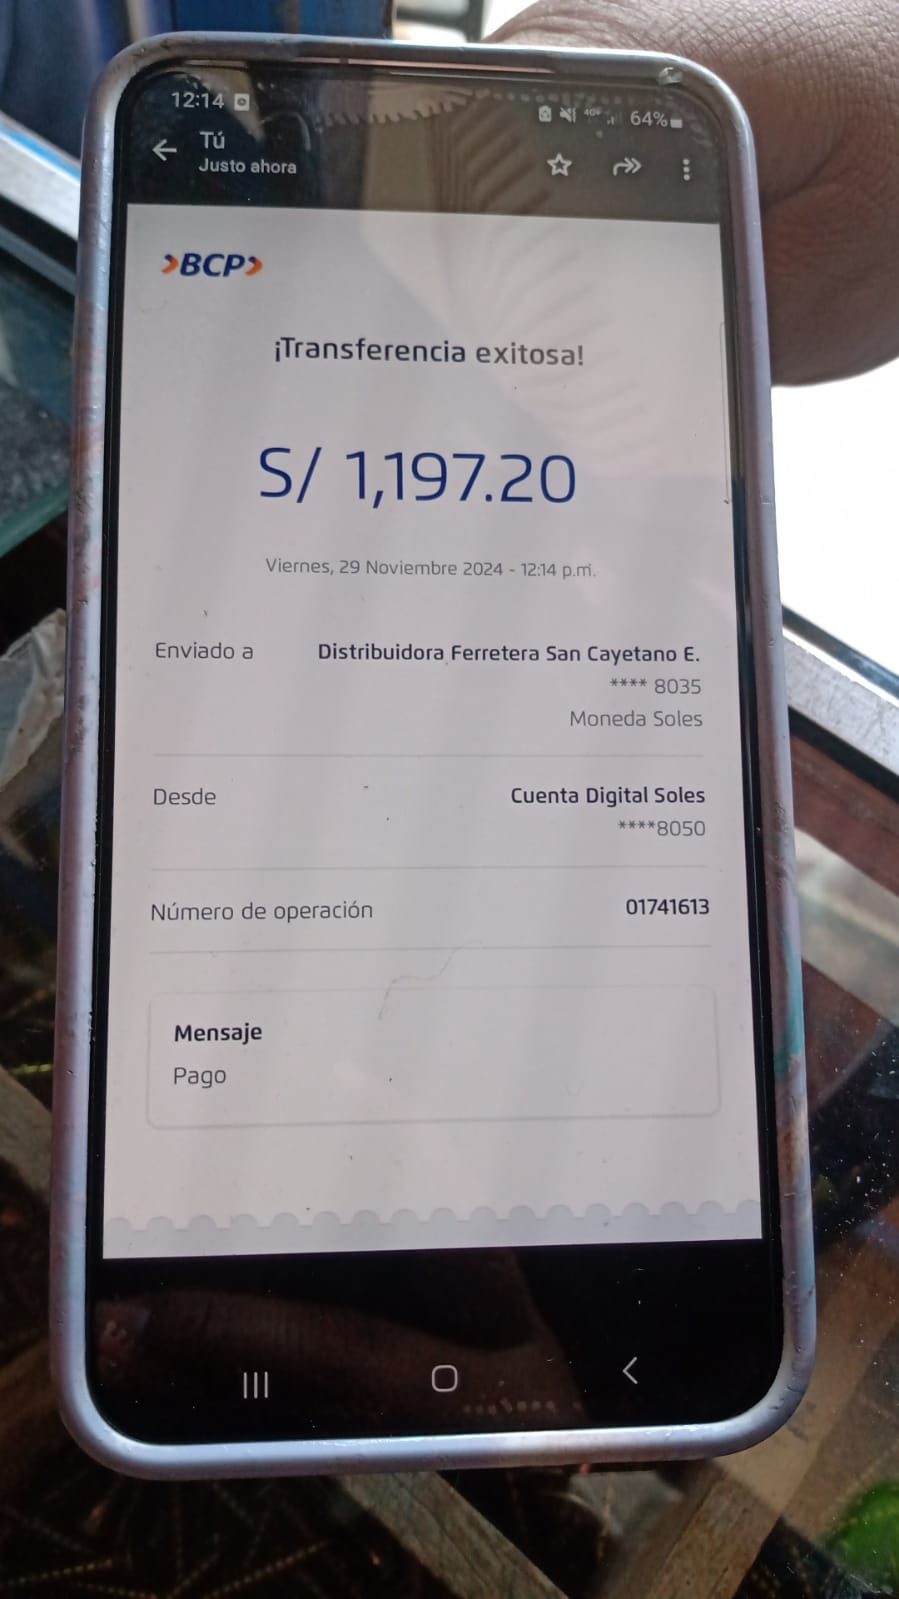 12:14
64%
Tú
Justo ahora
BCP
¡Transferencia exitosa!
S/ 1,197.20
Viernes, 29 Noviembre 2024 - 12:14 p.m.
Enviado a Distribuidora Ferretera San Cayetano E.
**** 8035
Moneda Soles
Desde Cuenta Digital Soles
****8050
Número de operación 01741613
Mensaje
Pago